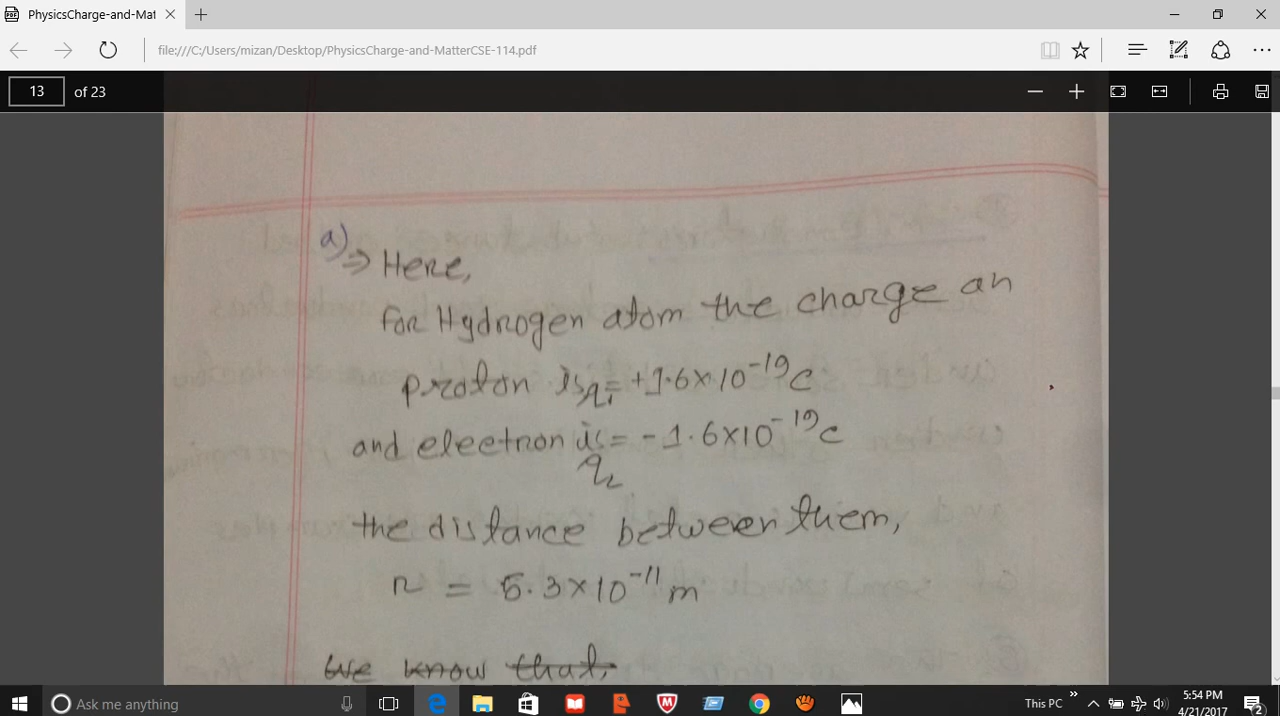 PhysicsCharge-and-Mat
file:///C:/Users/mizan/Desktop/PhysicsCharge-and-MatterCSE-114.pdf
13 of 23
a) ⇒ Here,
for Hydrogen atom the charge an
proton is q₁ = +1.6×10⁻¹⁹C
and electron is = -1.6×10⁻¹⁹C
q₂
the distance between them,
r = 5.3×10⁻¹¹m
We know that,
Ask me anything
This PC
5:54 PM
4/21/2017
2